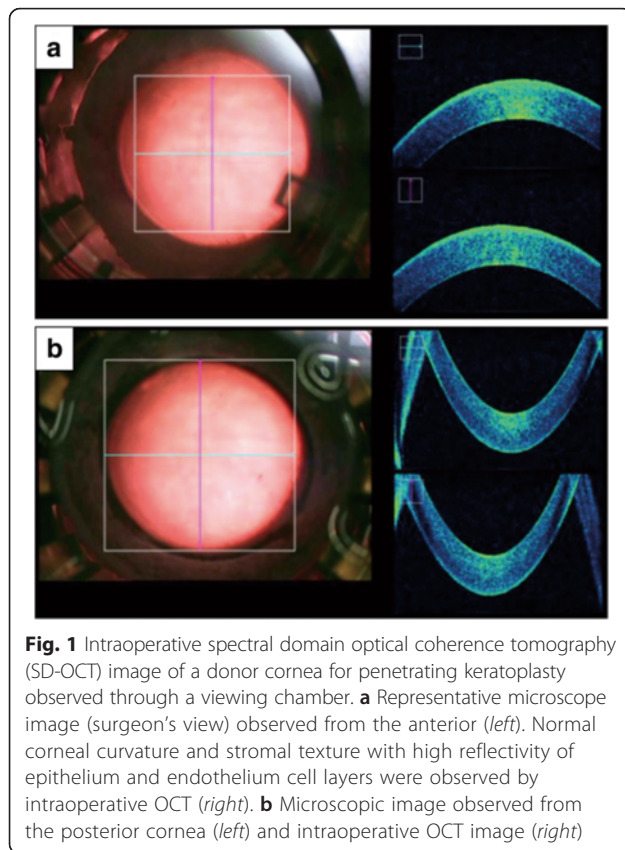 a
b
Fig. 1 Intraoperative spectral domain optical coherence tomography
(SD-OCT) image of a donor cornea for penetrating keratoplasty
observed through a viewing chamber. a Representative microscope
image (surgeon's view) observed from the anterior (left). Normal
corneal curvature and stromal texture with high reflectivity of
epithelium and endothelium cell layers were observed by
intraoperative OCT (right). b Microscopic image observed from
the posterior cornea (left) and intraoperative OCT image (right)